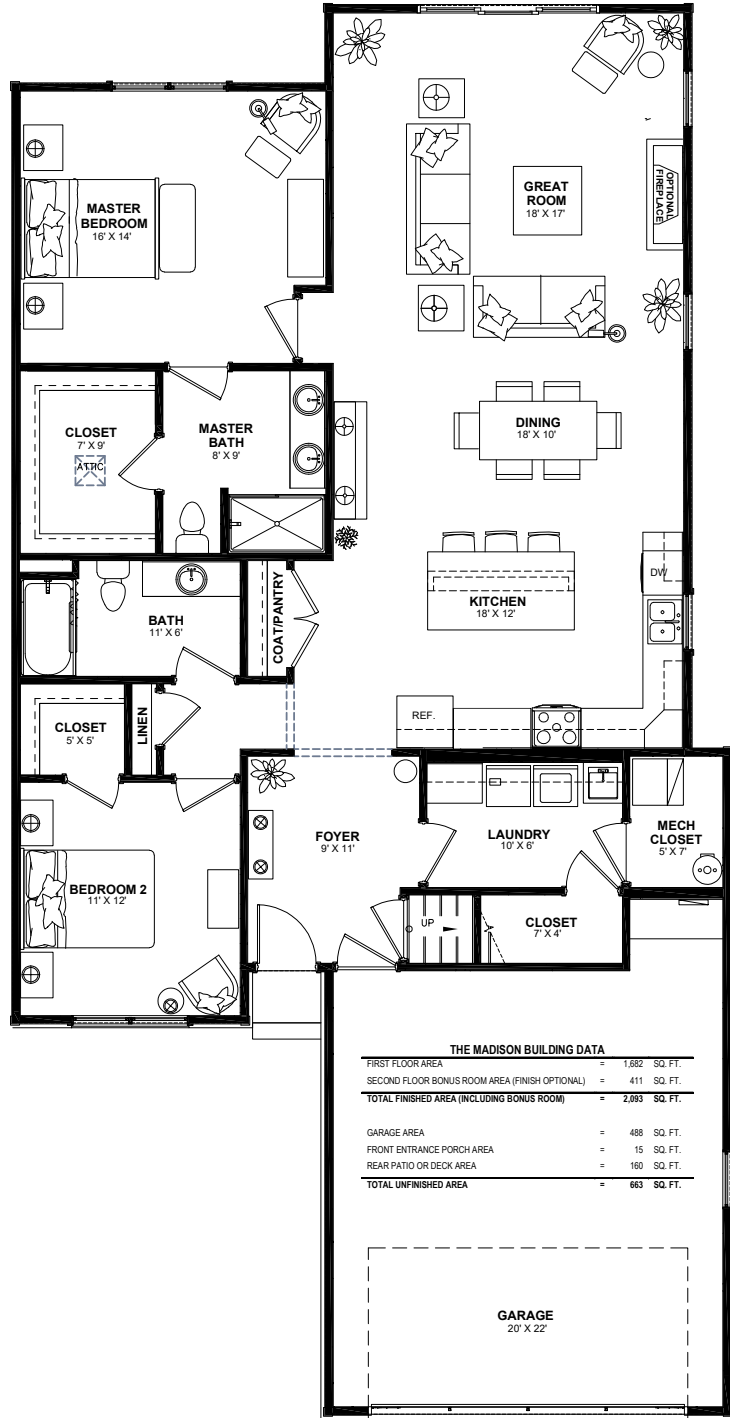 MASTER
BEDROOM
16' X 14'
GREAT
ROOM
18' X 17'
OPTIONAL
FIREPLACE
CLOSET
7' X 9'
ATTIC
MASTER
BATH
8' X 9'
DINING
18' X 10'
KITCHEN
18' X 12'
DW
BATH
11' X 6'
COAT/PANTRY
CLOSET
5' X 5'
LINEN
REF.
FOYER
9' X 11'
LAUNDRY
10' X 6'
MECH
CLOSET
5' X 7'
BEDROOM 2
11' X 12'
UP
CLOSET
7' X 4'
THE MADISON BUILDING DATA
FIRST FLOOR AREA = 1,682 SQ. FT.
SECOND FLOOR BONUS ROOM AREA (FINISH OPTIONAL) = 411 SQ. FT.
TOTAL FINISHED AREA (INCLUDING BONUS ROOM) = 2,093 SQ. FT.
GARAGE AREA = 488 SQ. FT.
FRONT ENTRANCE PORCH AREA = 15 SQ. FT.
REAR PATIO OR DECK AREA = 160 SQ. FT.
TOTAL UNFINISHED AREA = 663 SQ. FT.
GARAGE
20' X 22'